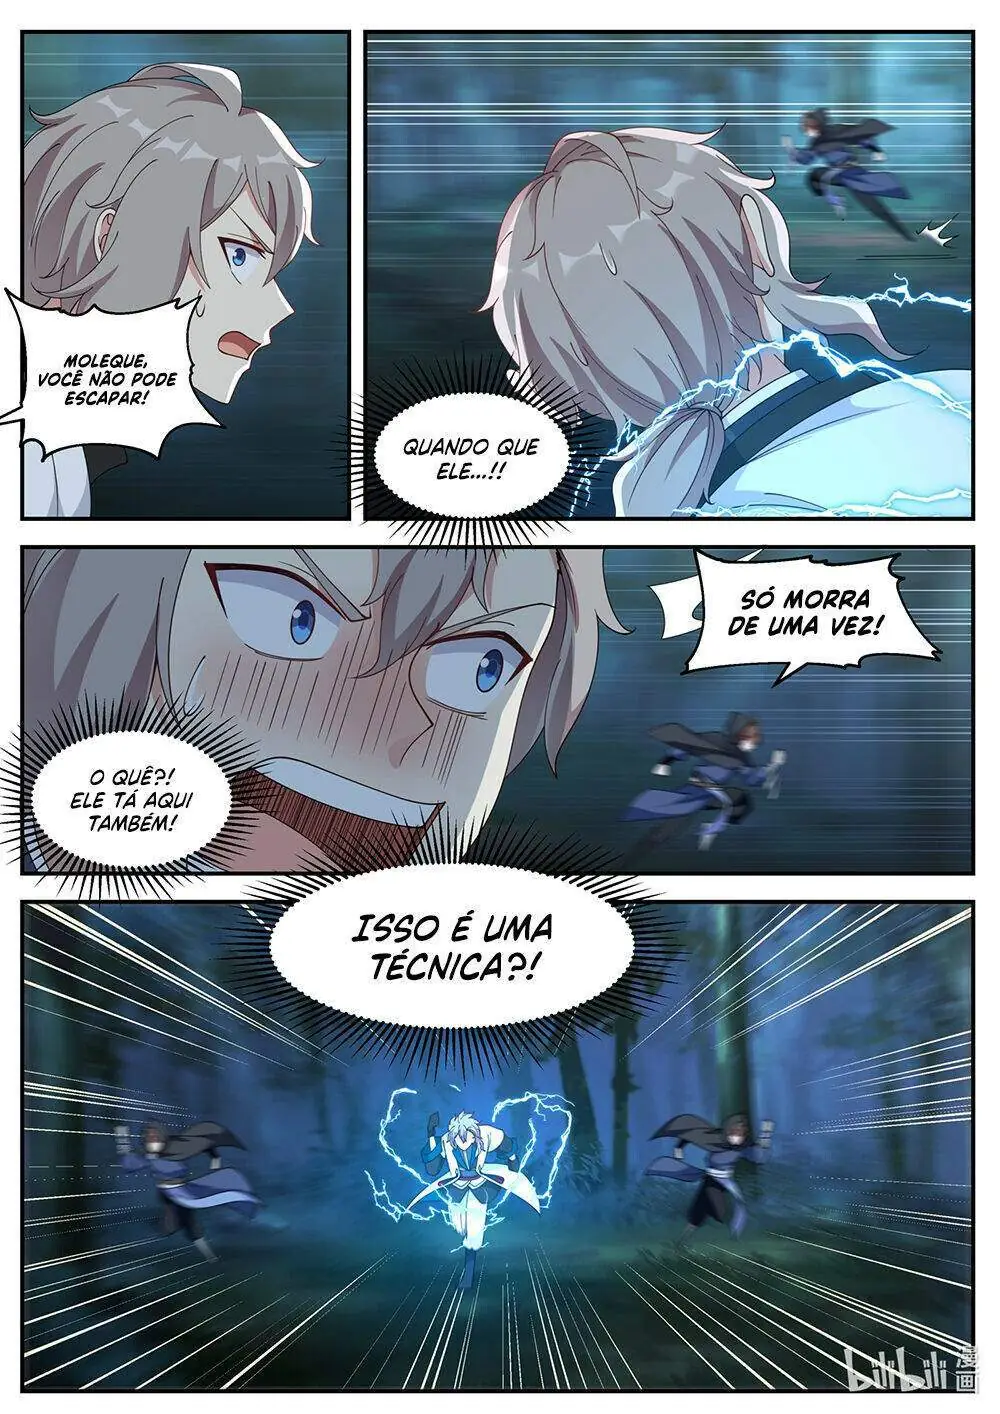 MOLEQUE,
VOCÊ NÃO PODE
ESCAPAR!
QUANDO QUE
ELE...!!
SÓ MORRA
DE UMA VEZ!
O QUÊ?!
ELE TÁ AQUI
TAMBÉM!
ISSO É UMA
TÉCNICA?!
bilibili
漫画